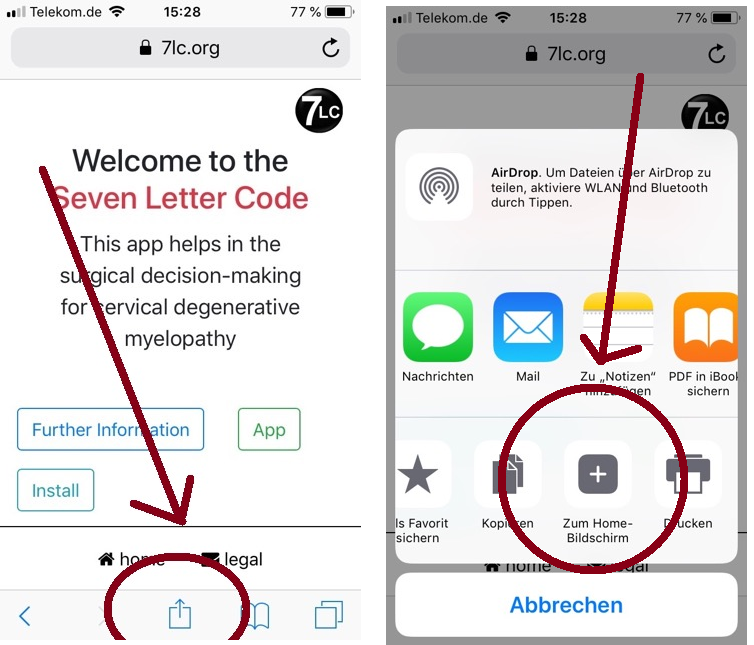 Telekom.de 15:28 77 %
7lc.org
7LC
Welcome to the
Seven Letter Code
This app helps in the
surgical decision-making
for cervical degenerative
myelopathy
Further Information
App
Install
home legal
Telekom.de 15:28 77 %
7lc.org
7LC
AirDrop. Um Dateien über AirDrop zu
teilen, aktiviere WLAN und Bluetooth
durch Tippen.
Nachrichten
Mail
Zu „Notizen“
hinzufügen
PDF in iBook
sichern
ls Favorit
sichern
Kopieren
Zum Home-
Bildschirm
Drucken
home legal
Abbrechen